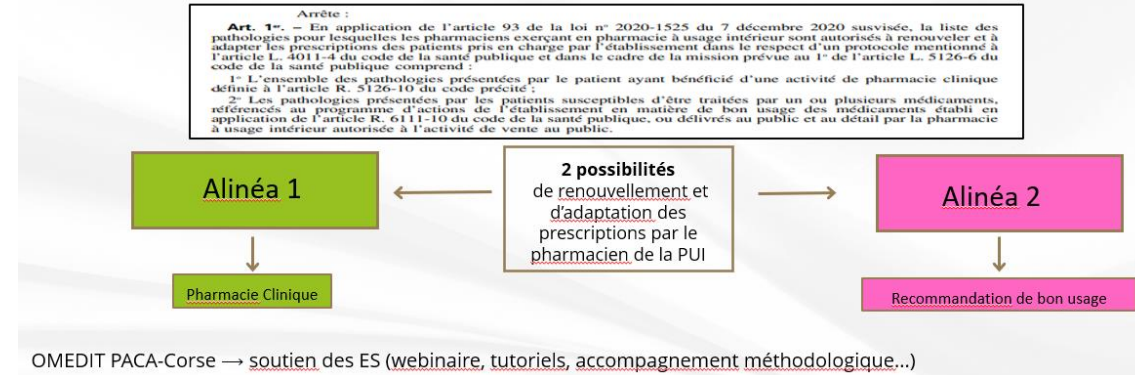 Arrête :
Art. 1er. – En application de l'article 93 de la loi n° 2020-1525 du 7 décembre 2020 susvisée, la liste des
pathologies pour lesquelles les pharmaciens exerçant en pharmacie à usage intérieur sont autorisés à renouveler et à
adapter les prescriptions des patients pris en charge par l'établissement dans le respect d'un protocole mentionné à
l'article L. 4011-4 du code de la santé publique et dans le cadre de la mission prévue au 1° de l'article L. 5126-6 du
code de la santé publique comprend :
1° L'ensemble des pathologies présentées par le patient ayant bénéficié d'une activité de pharmacie clinique
définie à l'article R. 5126-10 du code précité ;
2° Les pathologies présentées par les patients susceptibles d'être traitées par un ou plusieurs médicaments,
référencés au programme d'actions de l'établissement en matière de bon usage des médicaments établi en
application de l'article R. 6111-10 du code de la santé publique, ou délivrés au public et au détail par la pharmacie
à usage intérieur autorisée à l'activité de vente au public.
Alinéa 1
2 possibilités
de renouvellement et
d'adaptation des
prescriptions par le
pharmacien de la PUI
Alinéa 2
Pharmacie Clinique
Recommandation de bon usage
OMEDIT PACA-Corse → soutien des ES (webinaire, tutoriels, accompagnement méthodologique...)